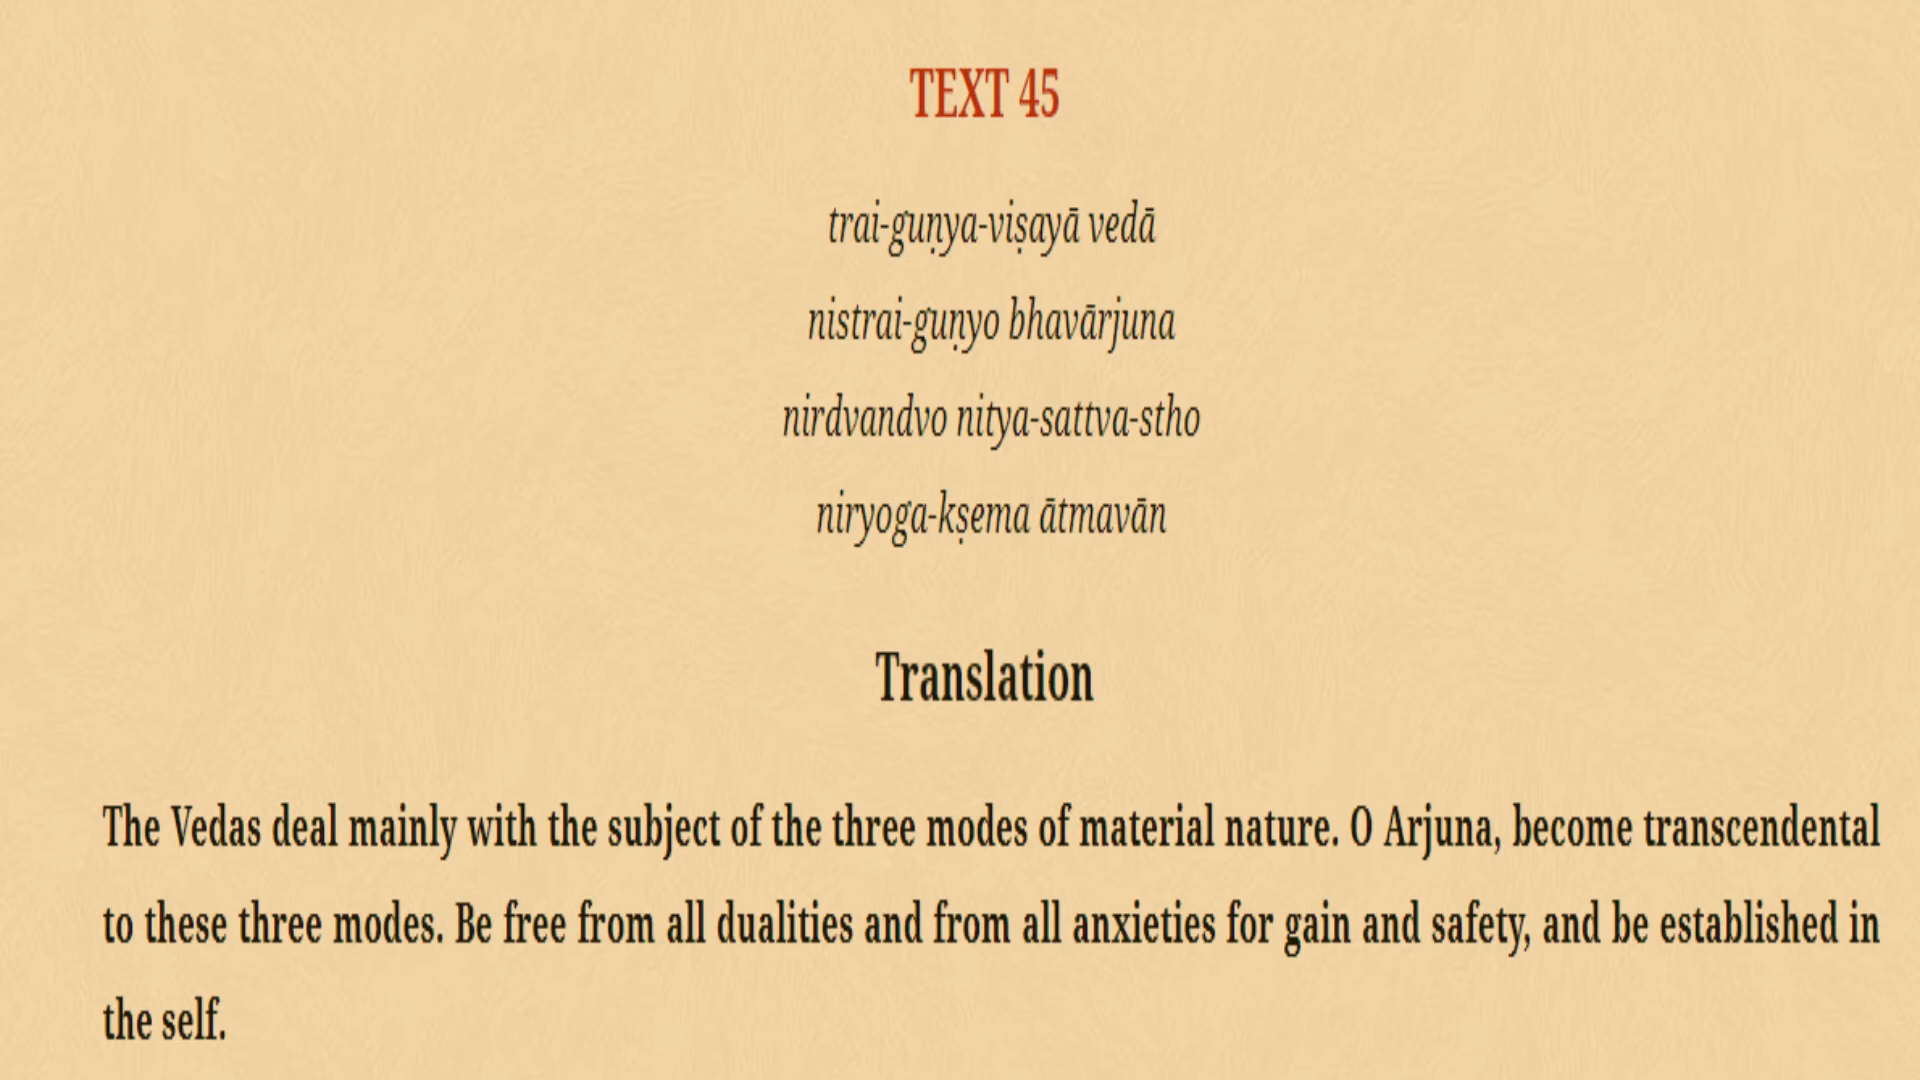 TEXT 45
trai-guṇya-viṣayā vedā
nistrai-guṇyo bhavārjuna
nirdvandvo nitya-sattva-stho
niryoga-kṣema ātmavān
Translation
The Vedas deal mainly with the subject of the three modes of material nature. O Arjuna, become transcendental
to these three modes. Be free from all dualities and from all anxieties for gain and safety, and be established in
the self.